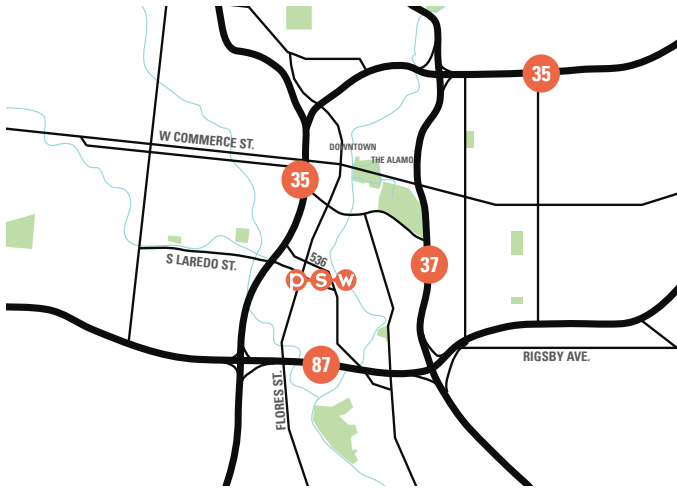 35
W COMMERCE ST.
DOWNTOWN
THE ALAMO
35
S LAREDO ST.
536
37
psw
87
RIGSBY AVE.
FLORES ST.